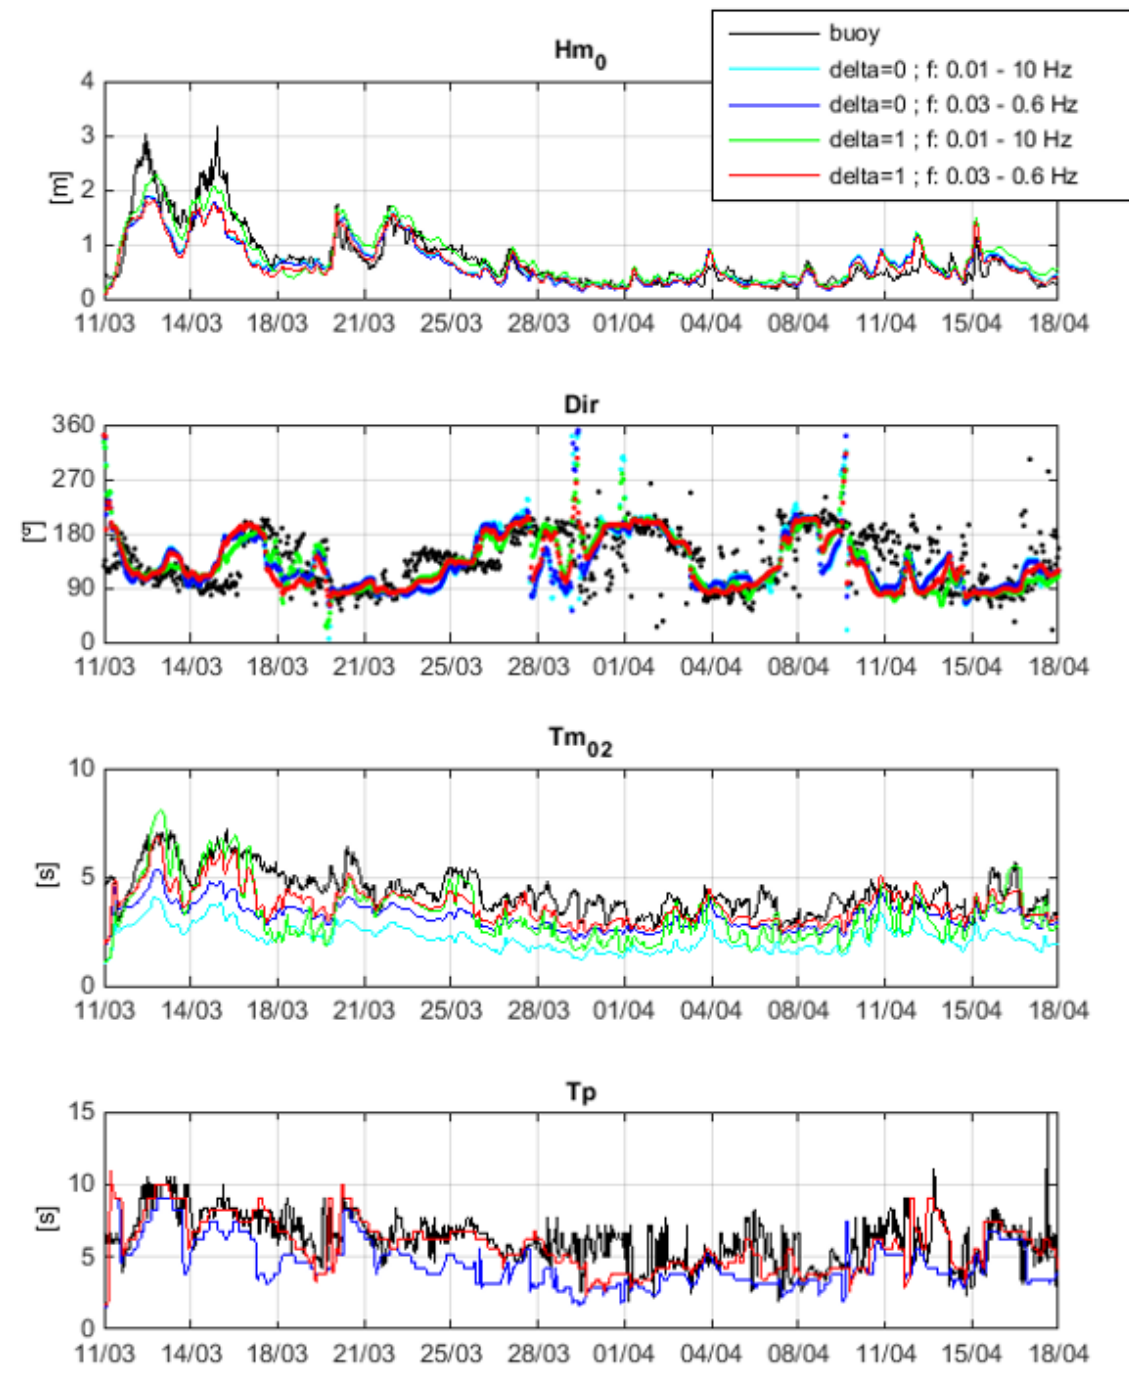 buoy
delta=0 ; f: 0.01 - 10 Hz
delta=0 ; f: 0.03 - 0.6 Hz
delta=1 ; f: 0.01 - 10 Hz
delta=1 ; f: 0.03 - 0.6 Hz
Hm0
[m]
4
3
2
1
0
11/03 14/03 18/03 21/03 25/03 28/03 01/04 04/04 08/04 11/04 15/04 18/04
Dir
[º]
360
270
180
90
0
11/03 14/03 18/03 21/03 25/03 28/03 01/04 04/04 08/04 11/04 15/04 18/04
Tm02
[s]
10
5
0
11/03 14/03 18/03 21/03 25/03 28/03 01/04 04/04 08/04 11/04 15/04 18/04
Tp
[s]
15
10
5
0
11/03 14/03 18/03 21/03 25/03 28/03 01/04 04/04 08/04 11/04 15/04 18/04